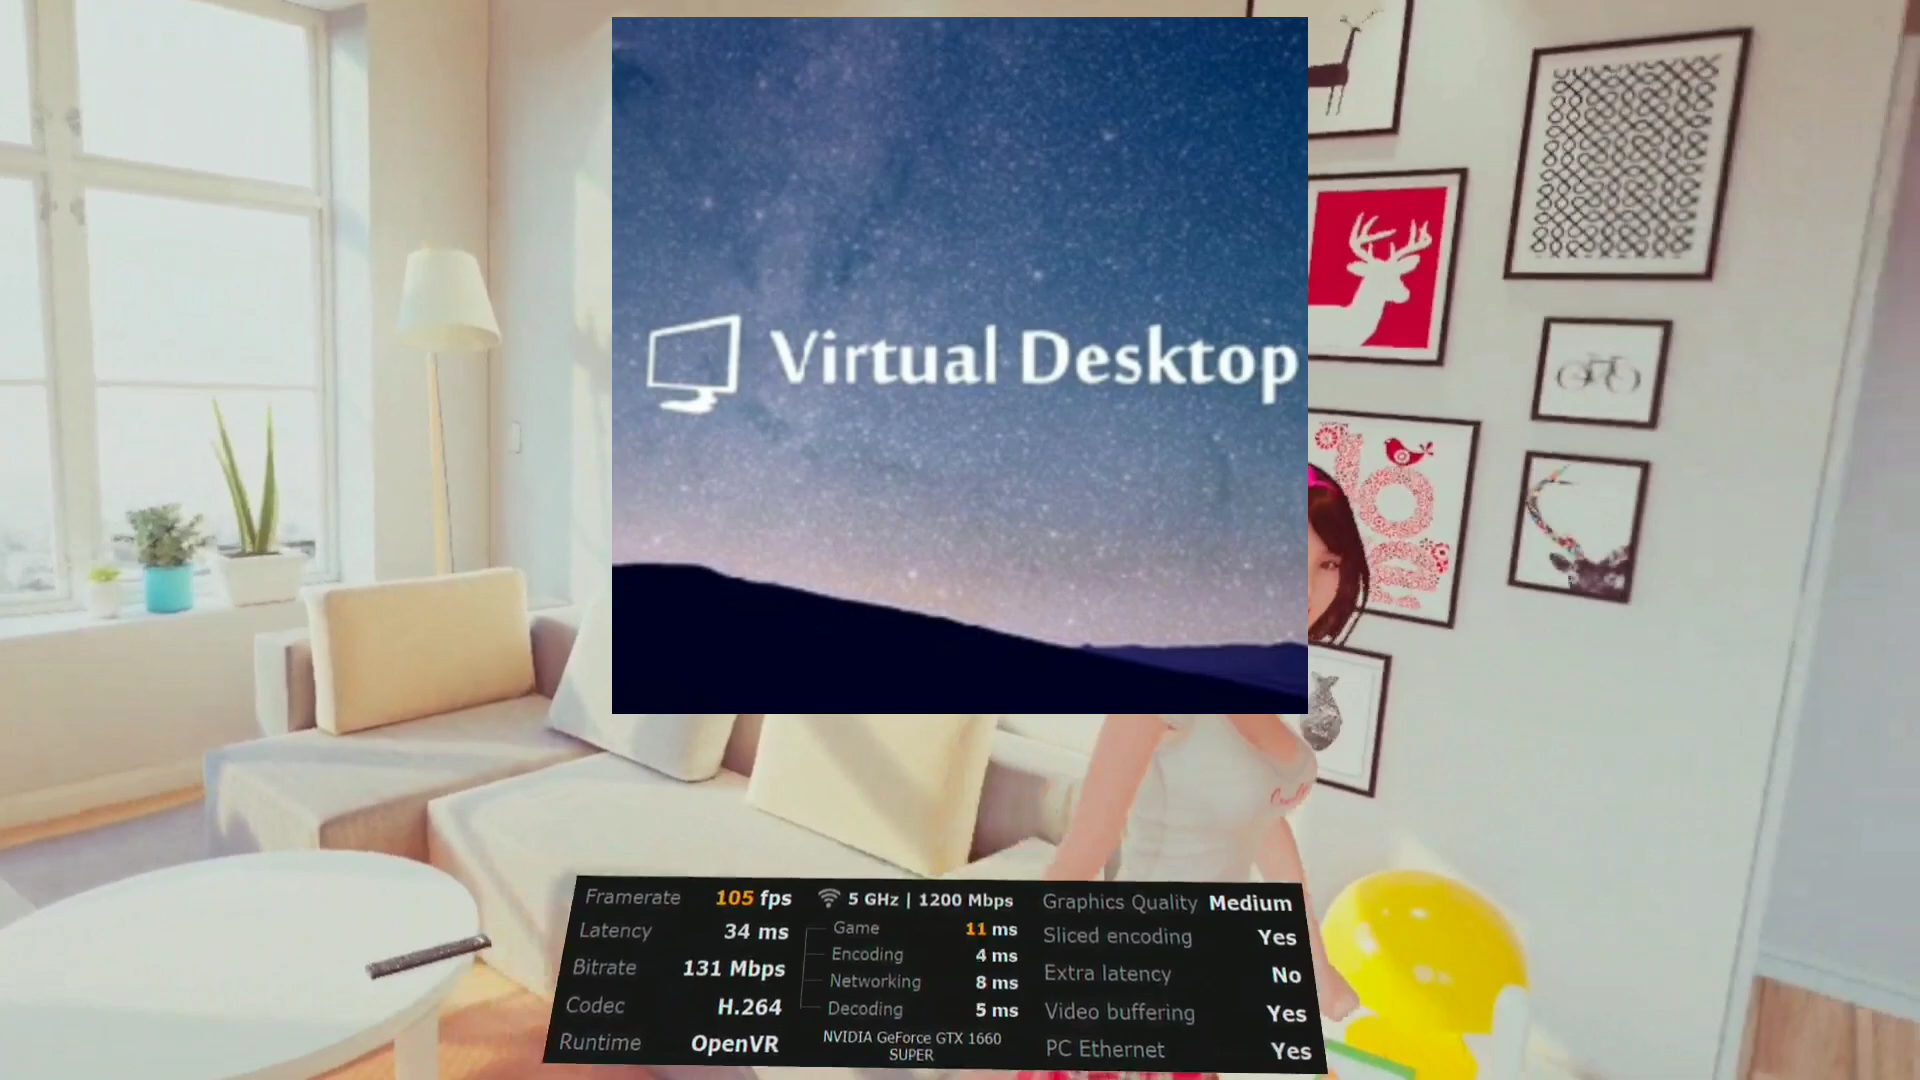 Virtual Desktop
Framerate 105 fps
Latency 34 ms
Bitrate 131 Mbps
Codec H.264
Runtime OpenVR
5 GHz | 1200 Mbps
Game 11 ms
Encoding 4 ms
Networking 8 ms
Decoding 5 ms
NVIDIA GeForce GTX 1660
SUPER
Graphics Quality Medium
Sliced encoding Yes
Extra latency No
Video buffering Yes
PC Ethernet Yes